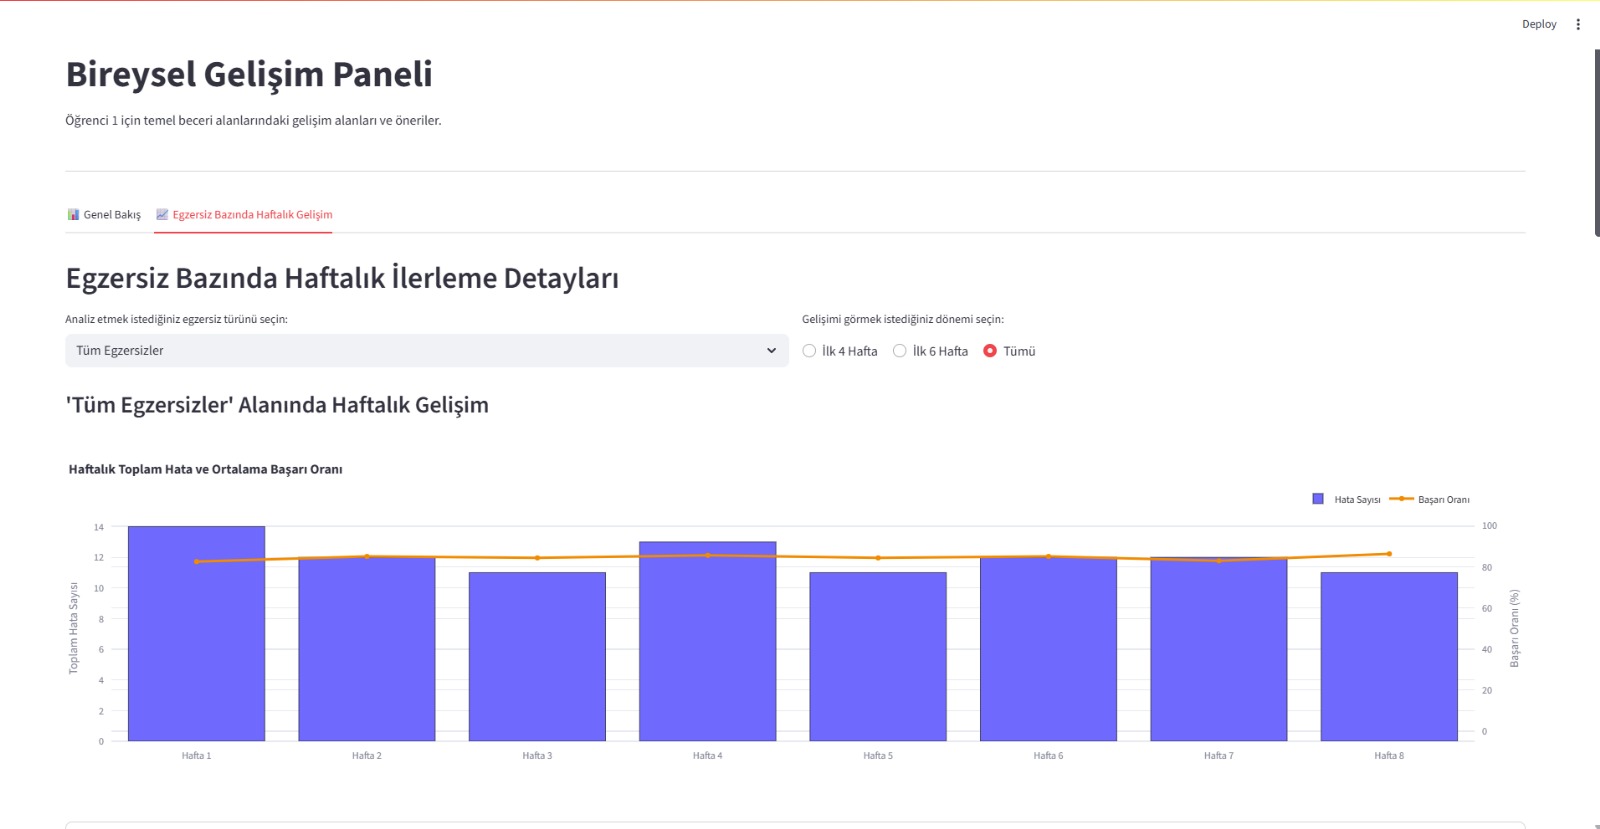 Deploy
Bireysel Gelişim Paneli
Öğrenci 1 için temel beceri alanlarındaki gelişim alanları ve öneriler.
Genel Bakış
Egzersiz Bazında Haftalık Gelişim
Egzersiz Bazında Haftalık İlerleme Detayları
Analiz etmek istediğiniz egzersiz türünü seçin:
Tüm Egzersizler
Gelişimi görmek istediğiniz dönemi seçin:
İlk 4 Hafta
İlk 6 Hafta
Tümü
'Tüm Egzersizler' Alanında Haftalık Gelişim
Haftalık Toplam Hata ve Ortalama Başarı Oranı
Hata Sayısı
Başarı Oranı
Toplam Hata Sayısı
14
12
10
8
6
4
2
0
100
80
60
40
20
0
Başarı Oranı (%)
Hafta 1
Hafta 2
Hafta 3
Hafta 4
Hafta 5
Hafta 6
Hafta 7
Hafta 8